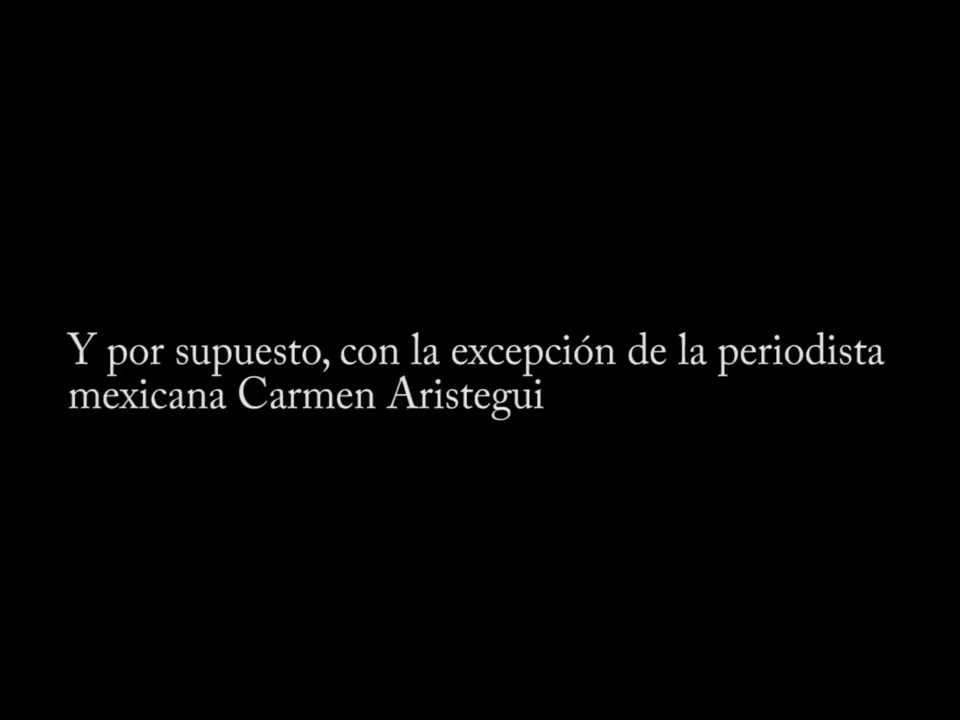 Y por supuesto, con la excepción de la periodista
mexicana Carmen Aristegui